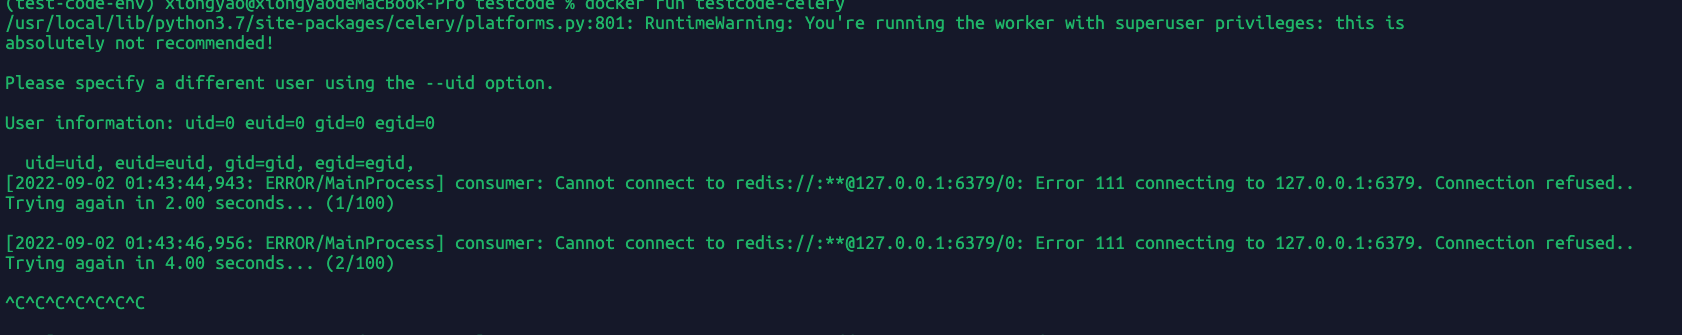 (test-code-env) xiongyao@xiongyaodeMacBook-Pro testcode % docker run testcode-celery
/usr/local/lib/python3.7/site-packages/celery/platforms.py:801: RuntimeWarning: You're running the worker with superuser privileges: this is
absolutely not recommended!
Please specify a different user using the --uid option.
User information: uid=0 euid=0 gid=0 egid=0
uid=uid, euid=euid, gid=gid, egid=egid,
[2022-09-02 01:43:44,943: ERROR/MainProcess] consumer: Cannot connect to redis://:**@127.0.0.1:6379/0: Error 111 connecting to 127.0.0.1:6379. Connection refused..
Trying again in 2.00 seconds... (1/100)
[2022-09-02 01:43:46,956: ERROR/MainProcess] consumer: Cannot connect to redis://:**@127.0.0.1:6379/0: Error 111 connecting to 127.0.0.1:6379. Connection refused..
Trying again in 4.00 seconds... (2/100)
^C^C^C^C^C^C^C